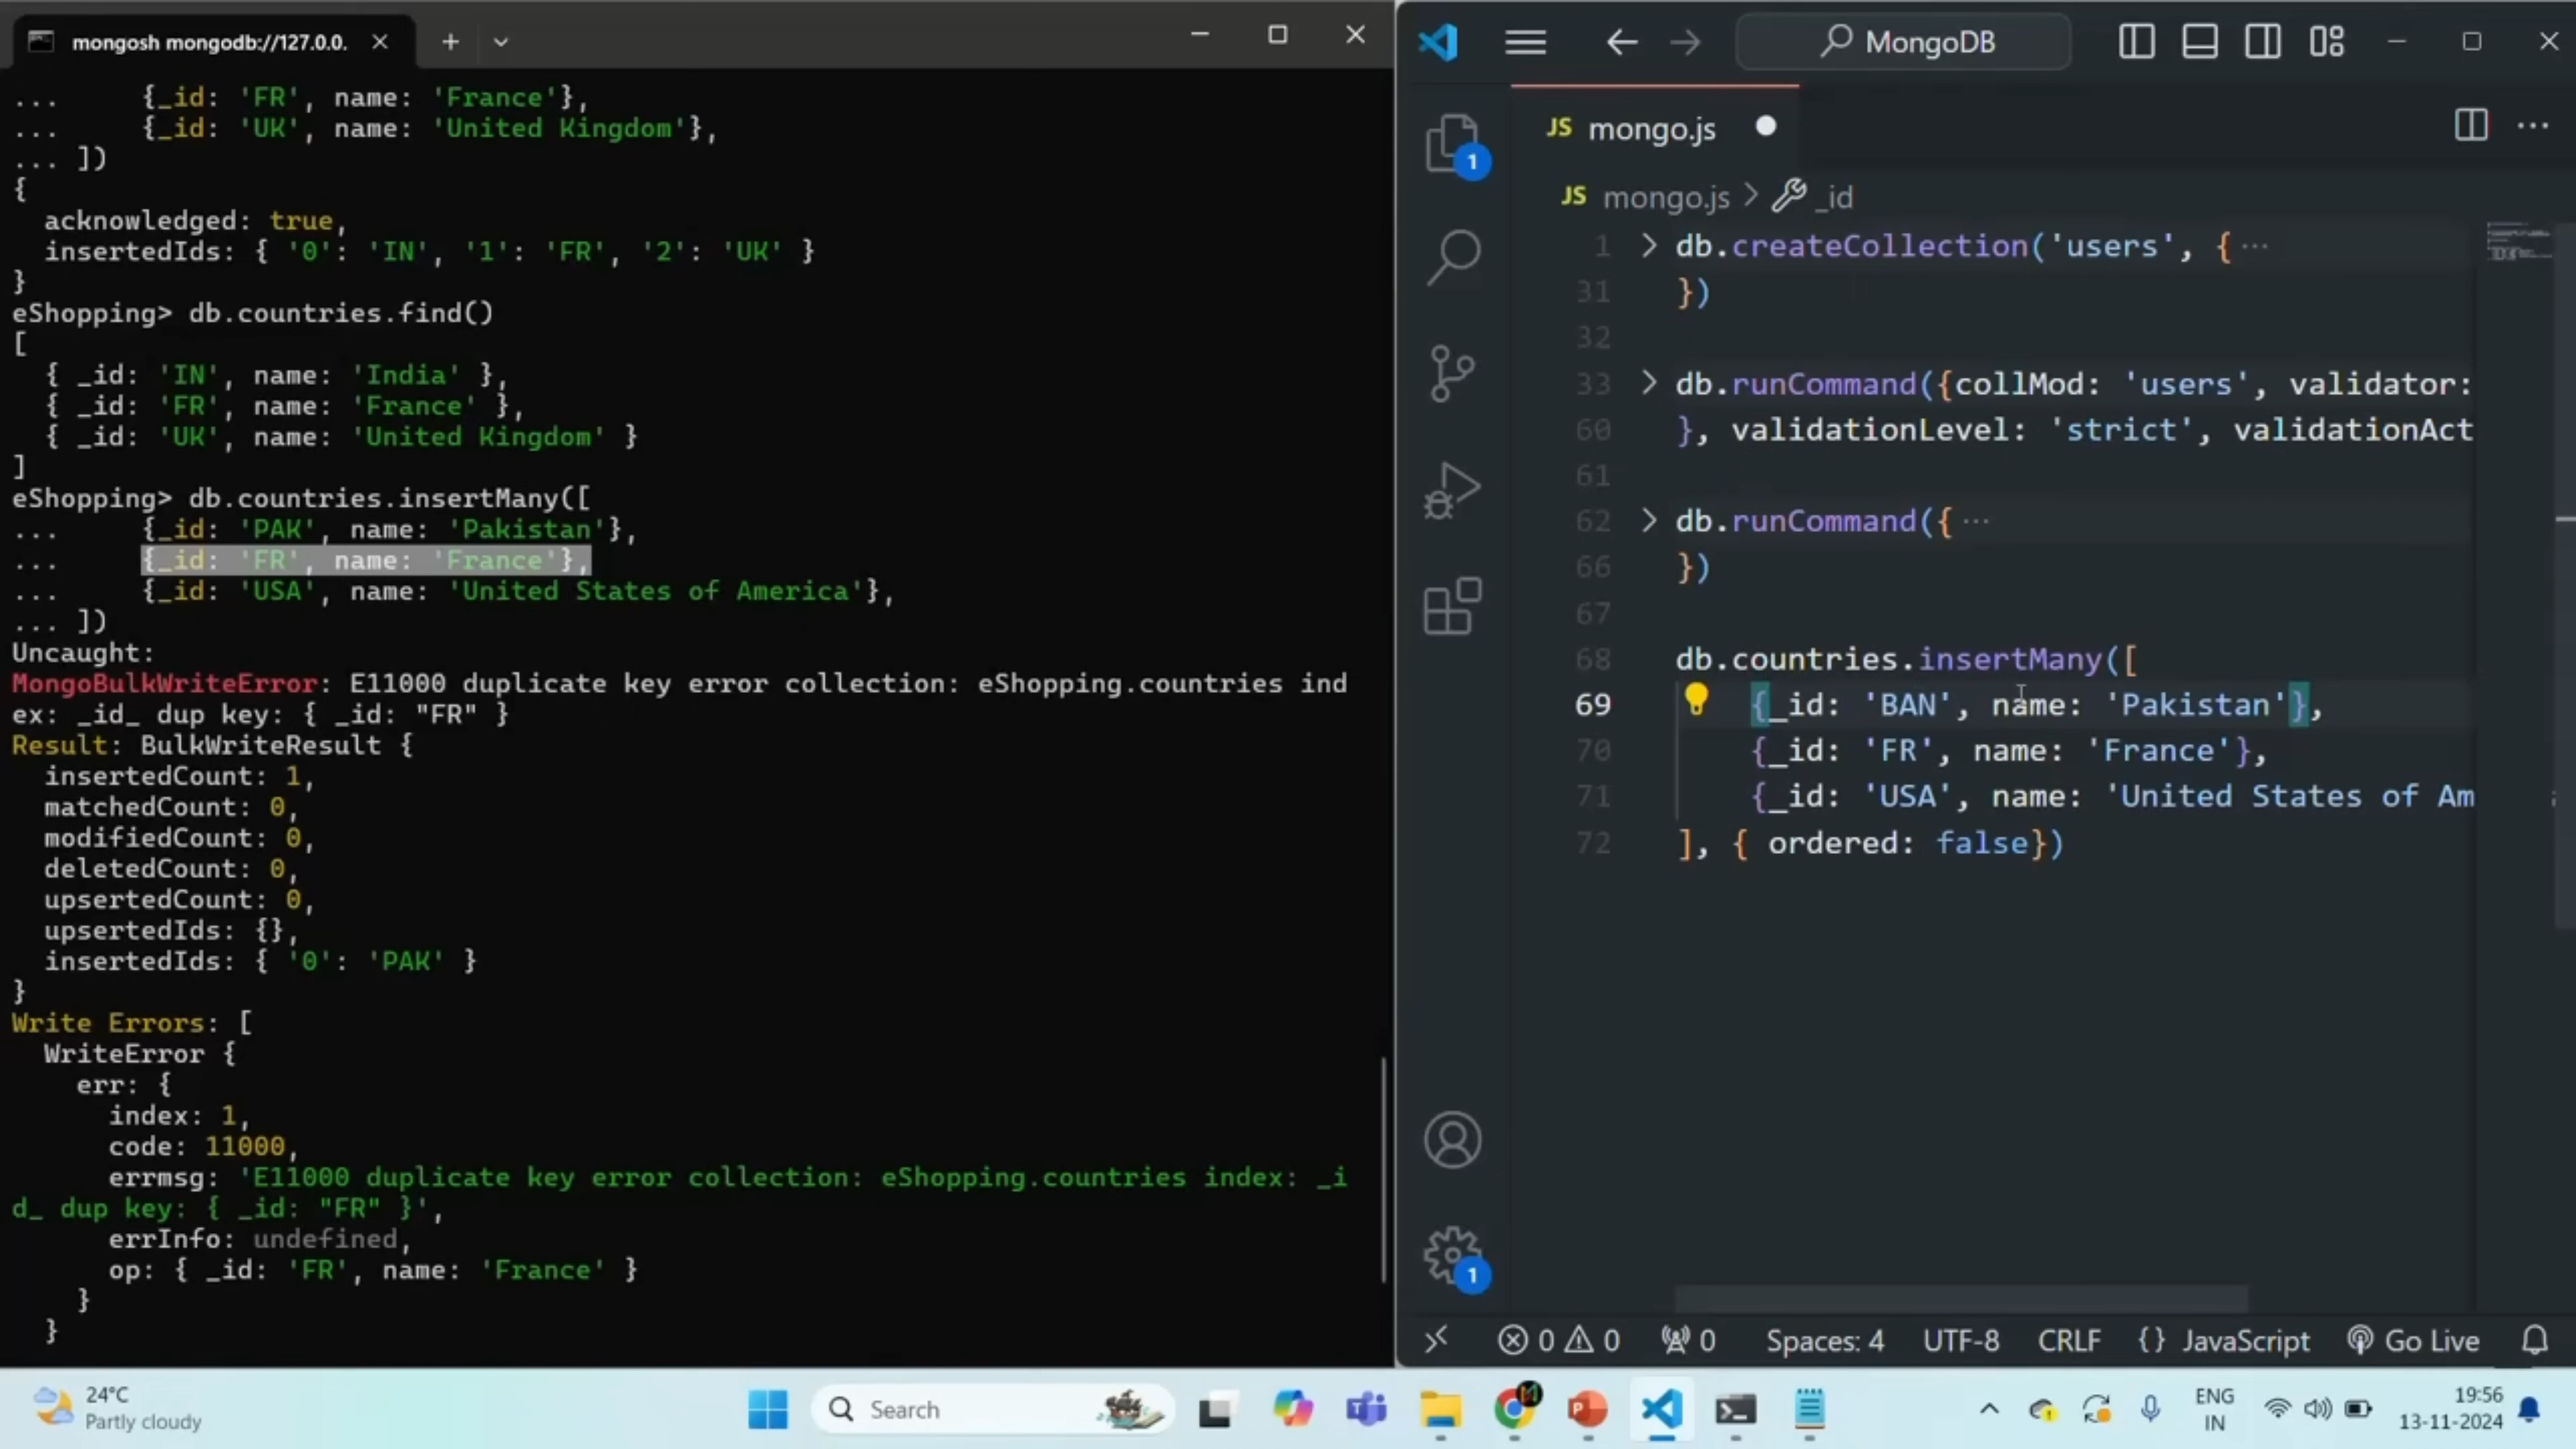 mongosh mongodb://127.0.0.
...     {_id: 'FR', name: 'France'},
...     {_id: 'UK', name: 'United Kingdom'},
... ])
{
  acknowledged: true,
  insertedIds: { '0': 'IN', '1': 'FR', '2': 'UK' }
}
eShopping> db.countries.find()
[
  { _id: 'IN', name: 'India' },
  { _id: 'FR', name: 'France' },
  { _id: 'UK', name: 'United Kingdom' }
]
eShopping> db.countries.insertMany([
...     {_id: 'PAK', name: 'Pakistan'},
...     {_id: 'FR', name: 'France'},
...     {_id: 'USA', name: 'United States of America'},
... ])
Uncaught:
MongoBulkWriteError: E11000 duplicate key error collection: eShopping.countries ind
ex: _id_ dup key: { _id: "FR" }
Result: BulkWriteResult {
  insertedCount: 1,
  matchedCount: 0,
  modifiedCount: 0,
  deletedCount: 0,
  upsertedCount: 0,
  upsertedIds: {},
  insertedIds: { '0': 'PAK' }
}
Write Errors: [
  WriteError {
    err: {
      index: 1,
      code: 11000,
      errmsg: 'E11000 duplicate key error collection: eShopping.countries index: _i
d_ dup key: { _id: "FR" }',
      errInfo: undefined,
      op: { _id: 'FR', name: 'France' }
    }
  }
MongoDB
JS mongo.js
JS mongo.js > _id
1
1 > db.createCollection('users', { ...
31 })
32
33 > db.runCommand({collMod: 'users', validator:
60 }, validationLevel: 'strict', validationAct
61
62 > db.runCommand({ ...
66 })
67
68 db.countries.insertMany([
69     {_id: 'BAN', name: 'Pakistan'},
70     {_id: 'FR', name: 'France'},
71     {_id: 'USA', name: 'United States of Am
72 ], { ordered: false})
1
0 0 0 Spaces: 4 UTF-8 CRLF {} JavaScript Go Live
24°C
Partly cloudy
Search
ENG
IN
19:56
13-11-2024